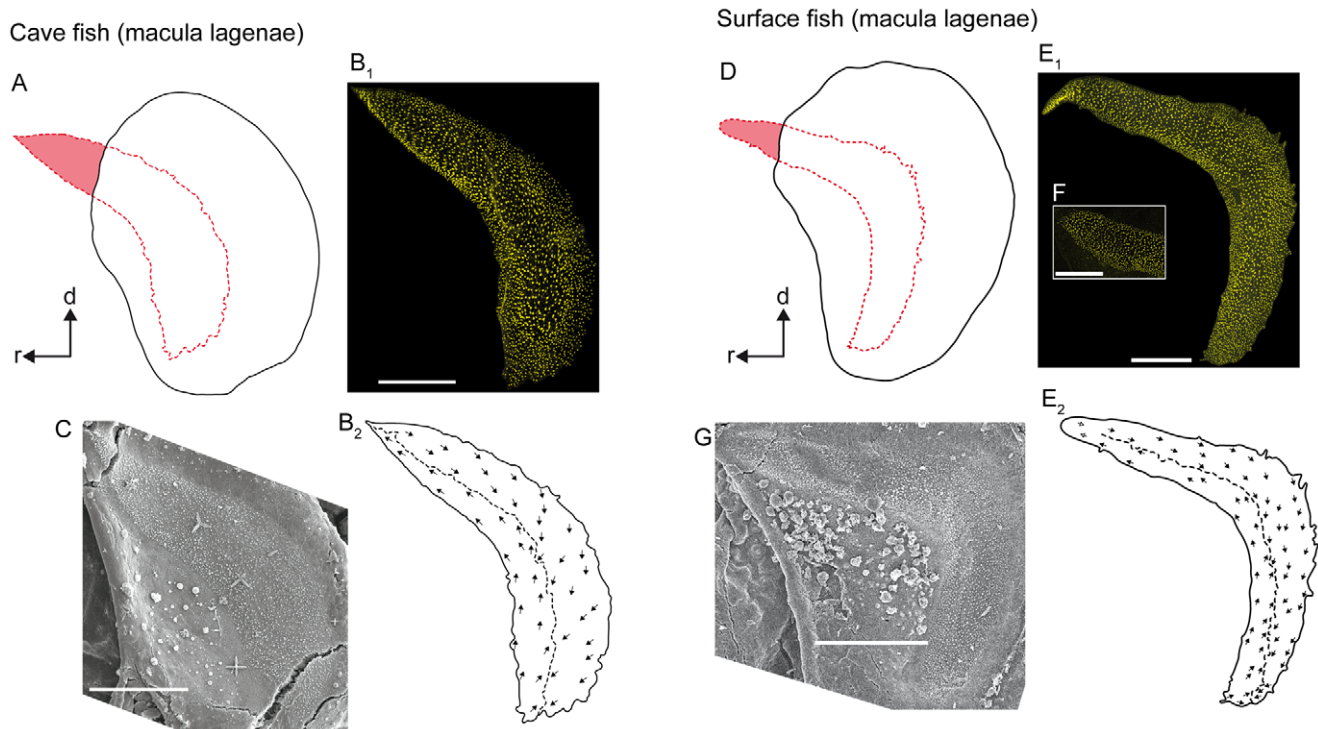 Cave fish (macula lagenae)
Surface fish (macula lagenae)
A
B1
D
E1
F
d
r
d
r
C
B2
G
E2